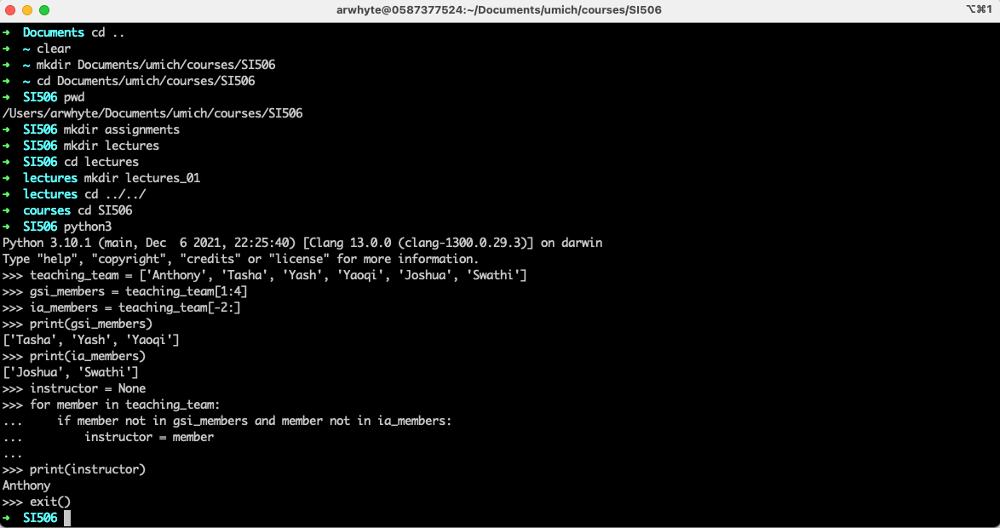 arwhyte@0587377524:~/Documents/umich/courses/SI506 ⌥⌘1
➜  Documents cd ..
➜  ~ clear
➜  ~ mkdir Documents/umich/courses/SI506
➜  ~ cd Documents/umich/courses/SI506
➜  SI506 pwd
/Users/arwhyte/Documents/umich/courses/SI506
➜  SI506 mkdir assignments
➜  SI506 mkdir lectures
➜  SI506 cd lectures
➜  lectures mkdir lectures_01
➜  lectures cd ../../
➜  courses cd SI506
➜  SI506 python3
Python 3.10.1 (main, Dec  6 2021, 22:25:40) [Clang 13.0.0 (clang-1300.0.29.3)] on darwin
Type "help", "copyright", "credits" or "license" for more information.
>>> teaching_team = ['Anthony', 'Tasha', 'Yash', 'Yaoqi', 'Joshua', 'Swathi']
>>> gsi_members = teaching_team[1:4]
>>> ia_members = teaching_team[-2:]
>>> print(gsi_members)
['Tasha', 'Yash', 'Yaoqi']
>>> print(ia_members)
['Joshua', 'Swathi']
>>> instructor = None
>>> for member in teaching_team:
...     if member not in gsi_members and member not in ia_members:
...         instructor = member
...
>>> print(instructor)
Anthony
>>> exit()
➜  SI506